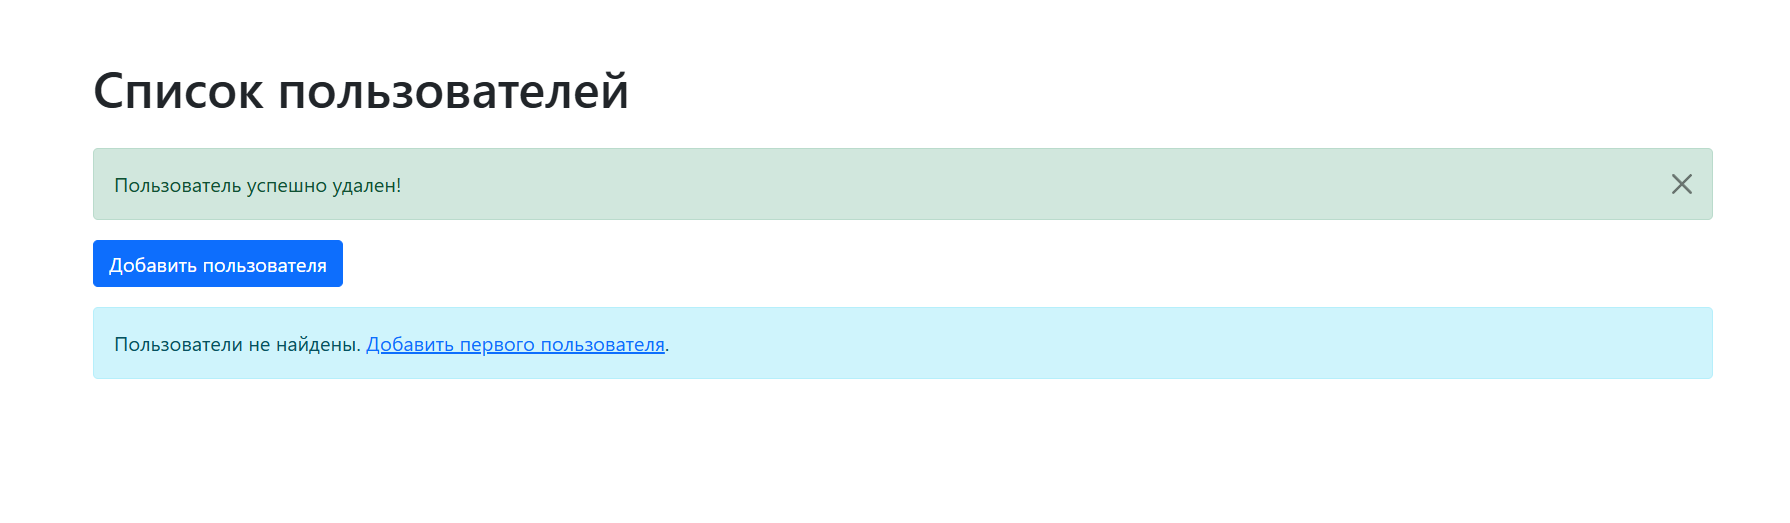 Список пользователей
Пользователь успешно удален!
Добавить пользователя
Пользователи не найдены. Добавить первого пользователя.